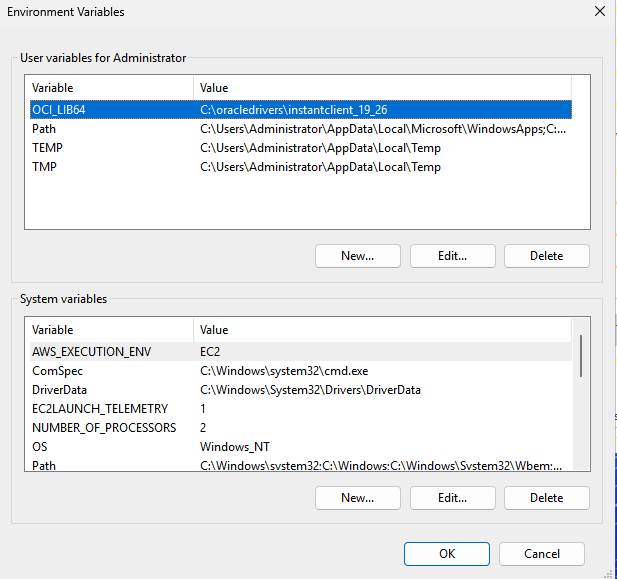 Environment Variables
User variables for Administrator
Variable Value
OCI_LIB64 C:\oracledrivers\instantclient_19_26
Path C:\Users\Administrator\AppData\Local\Microsoft\WindowsApps;C:...
TEMP C:\Users\Administrator\AppData\Local\Temp
TMP C:\Users\Administrator\AppData\Local\Temp
New... Edit... Delete
System variables
Variable Value
AWS_EXECUTION_ENV EC2
ComSpec C:\Windows\system32\cmd.exe
DriverData C:\Windows\System32\Drivers\DriverData
EC2LAUNCH_TELEMETRY 1
NUMBER_OF_PROCESSORS 2
OS Windows_NT
Path C:\Windows\system32;C:\Windows;C:\Windows\System32\Wbem;...
New... Edit... Delete
OK Cancel